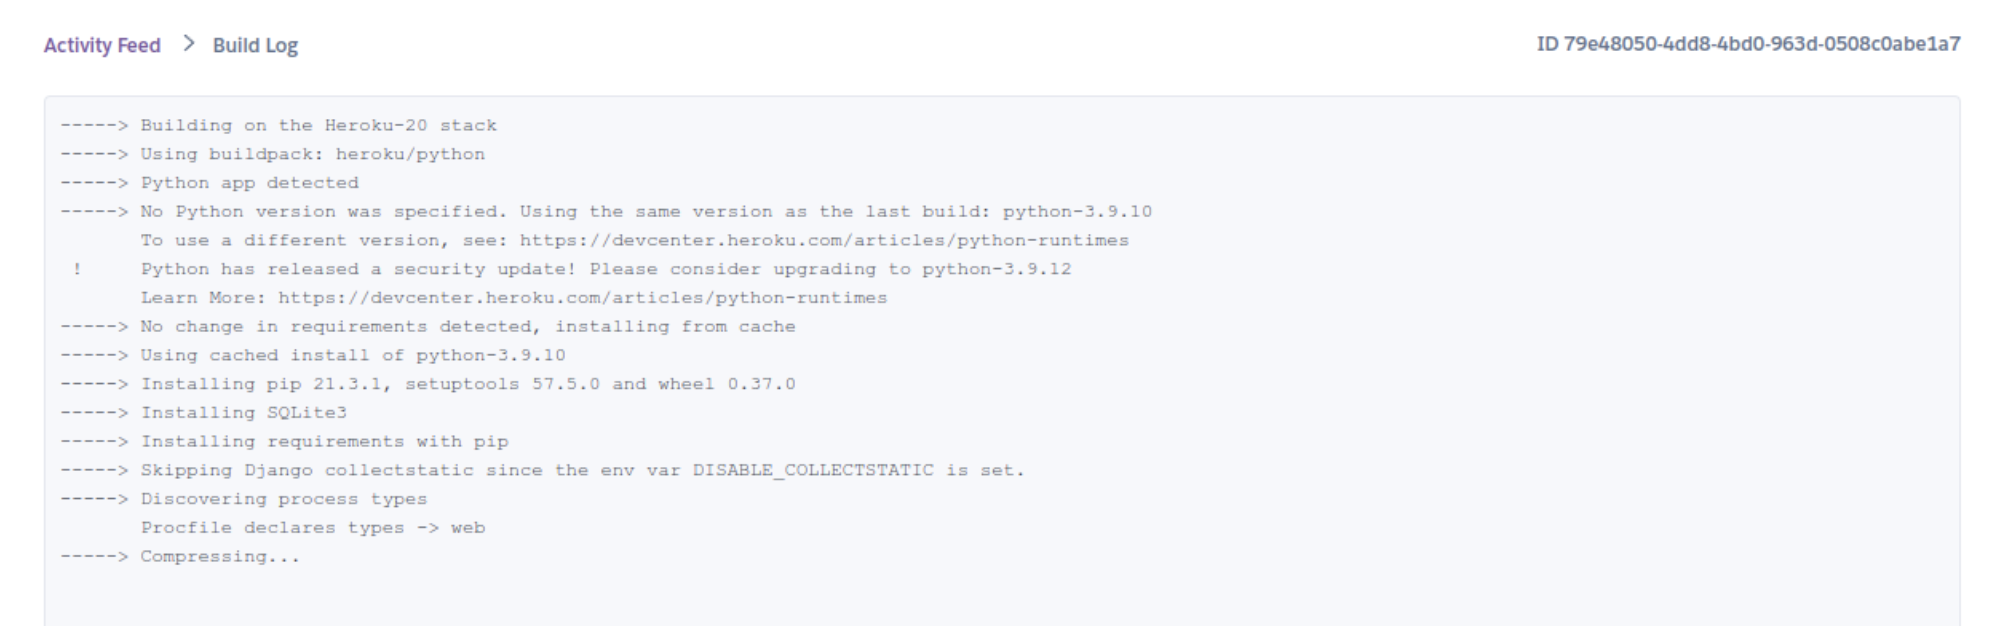 Activity Feed > Build Log
ID 79e48050-4dd8-4bd0-963d-0508c0abe1a7
-----> Building on the Heroku-20 stack
-----> Using buildpack: heroku/python
-----> Python app detected
-----> No Python version was specified. Using the same version as the last build: python-3.9.10
       To use a different version, see: https://devcenter.heroku.com/articles/python-runtimes
 !     Python has released a security update! Please consider upgrading to python-3.9.12
       Learn More: https://devcenter.heroku.com/articles/python-runtimes
-----> No change in requirements detected, installing from cache
-----> Using cached install of python-3.9.10
-----> Installing pip 21.3.1, setuptools 57.5.0 and wheel 0.37.0
-----> Installing SQLite3
-----> Installing requirements with pip
-----> Skipping Django collectstatic since the env var DISABLE_COLLECTSTATIC is set.
-----> Discovering process types
       Procfile declares types -> web
-----> Compressing...